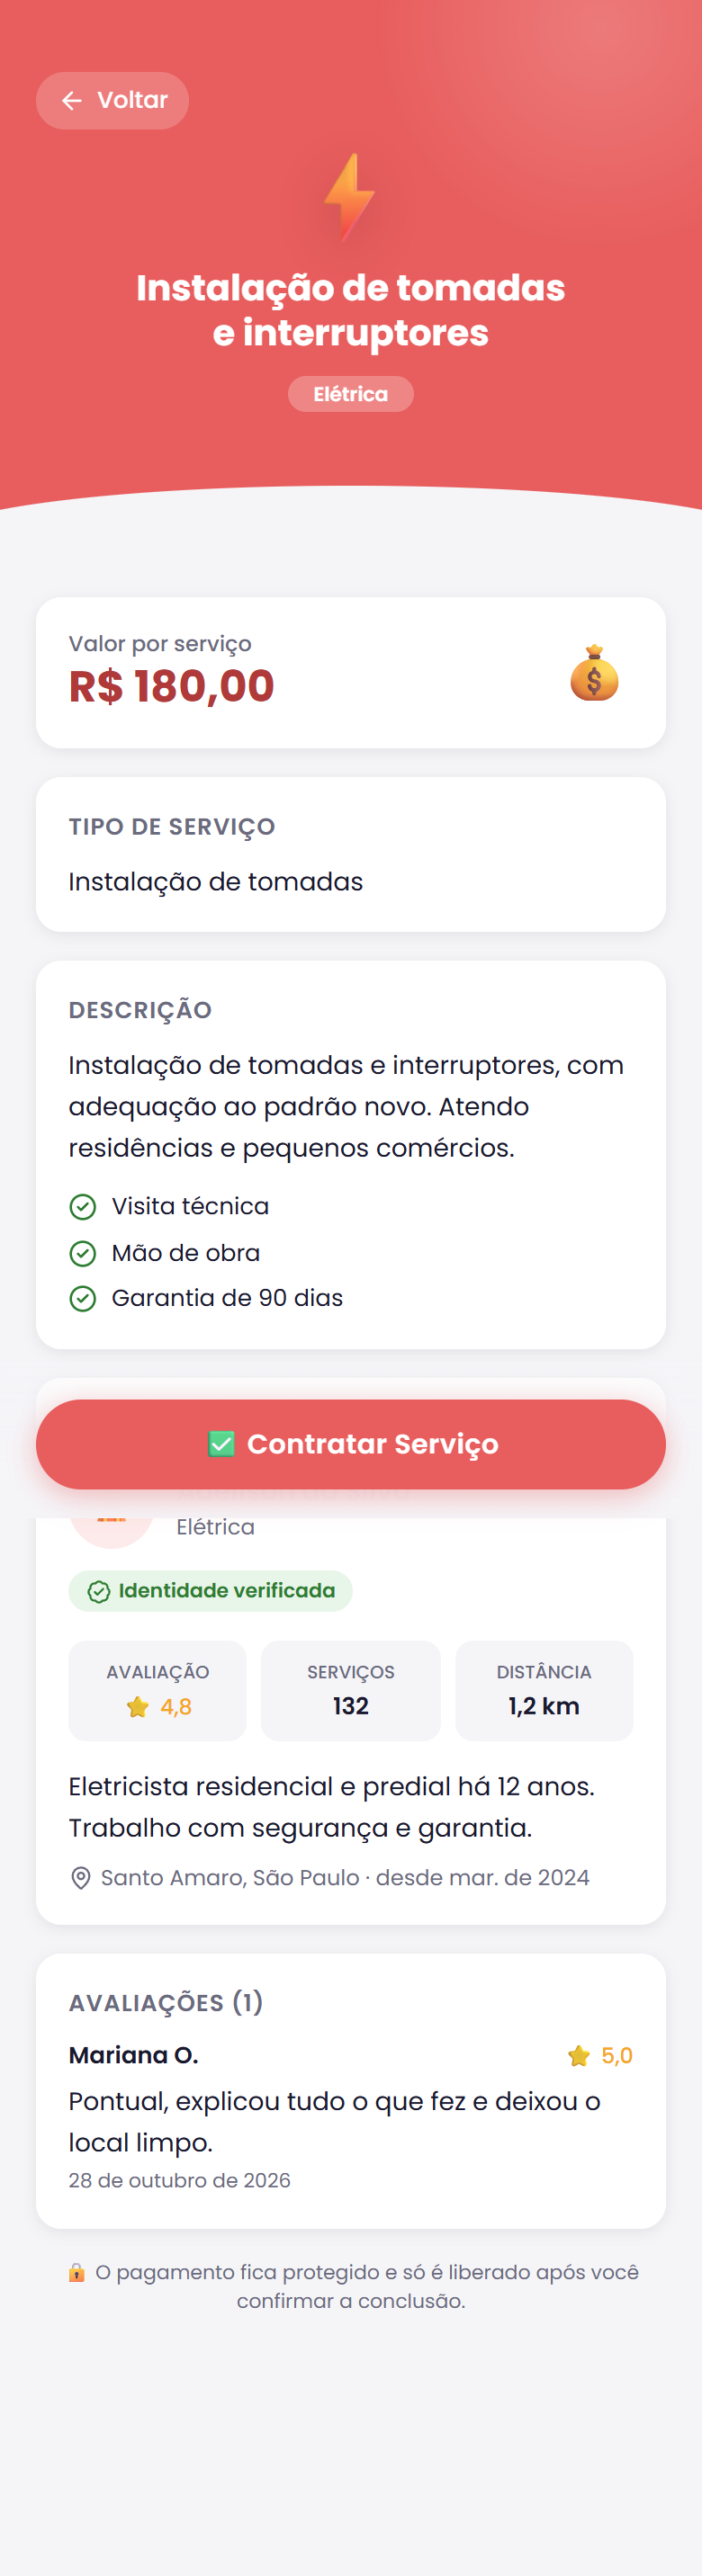 Voltar
Instalação de tomadas
e interruptores
Elétrica
Valor por serviço
R$ 180,00
TIPO DE SERVIÇO
Instalação de tomadas
DESCRIÇÃO
Instalação de tomadas e interruptores, com
adequação ao padrão novo. Atendo
residências e pequenos comércios.
Visita técnica
Mão de obra
Garantia de 90 dias
Contratar Serviço
Elétrica
Identidade verificada
AVALIAÇÃO SERVIÇOS DISTÂNCIA
4,8 132 1,2 km
Eletricista residencial e predial há 12 anos.
Trabalho com segurança e garantia.
Santo Amaro, São Paulo · desde mar. de 2024
AVALIAÇÕES (1)
Mariana O. 5,0
Pontual, explicou tudo o que fez e deixou o
local limpo.
28 de outubro de 2026
O pagamento fica protegido e só é liberado após você
confirmar a conclusão.